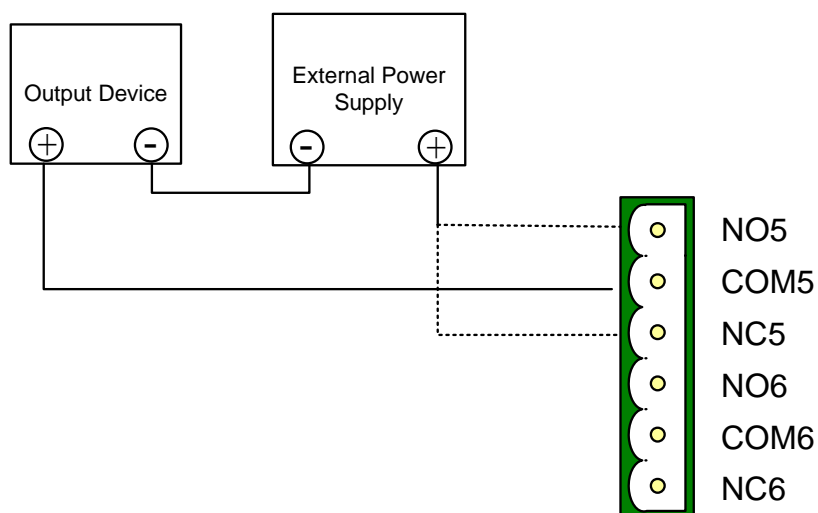 Output Device
External Power
Supply
+
-
-
+
NO5
COM5
NC5
NO6
COM6
NC6